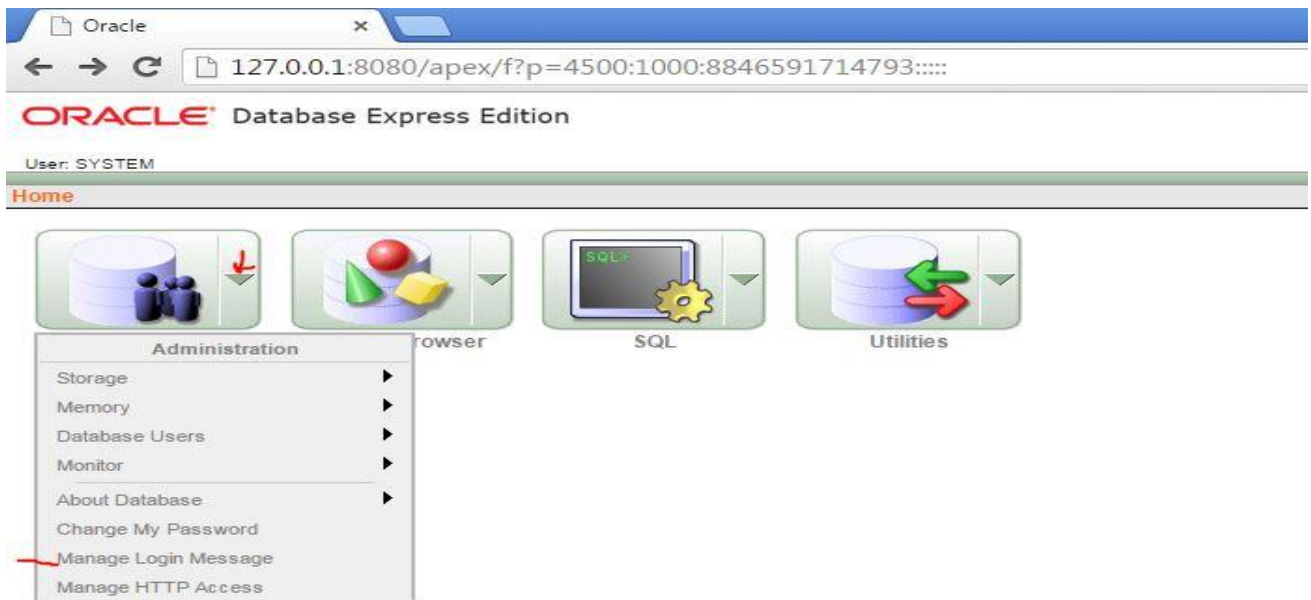 Oracle
127.0.0.1:8080/apex/f?p=4500:1000:8846591714793:::::
ORACLE Database Express Edition
User: SYSTEM
Home
SQL>
rowser SQL Utilities
Administration
Storage
Memory
Database Users
Monitor
About Database
Change My Password
Manage Login Message
Manage HTTP Access